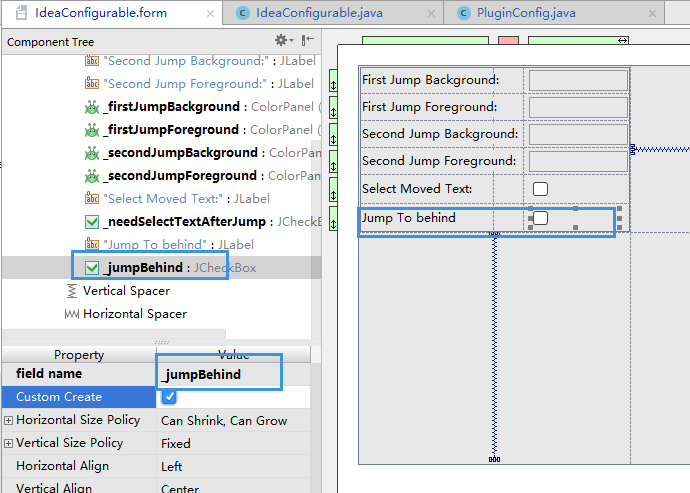 IdeaConfigurable.form
IdeaConfigurable.java
PluginConfig.java
Component Tree
"Second Jump Background:" : JLabel
"Second Jump Foreground:" : JLabel
_firstJumpBackground : ColorPanel (
_firstJumpForeground : ColorPanel (
_secondJumpBackground : ColorPanel
_secondJumpForeground : ColorPanel
"Select Moved Text:" : JLabel
_needSelectTextAfterJump : JCheckB
"Jump To behind" : JLabel
_jumpBehind : JCheckBox
Vertical Spacer
Horizontal Spacer
Property Value
field name _jumpBehind
Custom Create
Horizontal Size Policy Can Shrink, Can Grow
Vertical Size Policy Fixed
Horizontal Align Left
Vertical Align Center
First Jump Background:
First Jump Foreground:
Second Jump Background:
Second Jump Foreground:
Select Moved Text:
Jump To behind